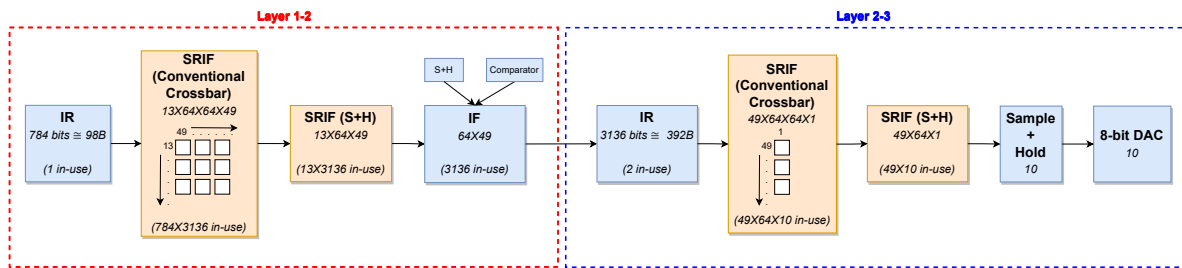 Layer 1-2
Layer 2-3
IR
784 bits ≅ 98B
(1 in-use)
SRIF
(Conventional
Crossbar)
13X64X64X49
49
. . . . . .
13
.
.
.
.
(784X3136 in-use)
SRIF (S+H)
13X64X49
(13X3136 in-use)
S+H
Comparator
IF
64X49
(3136 in-use)
IR
3136 bits ≅ 392B
(2 in-use)
SRIF
(Conventional
Crossbar)
49X64X64X1
1
49
.
.
.
.
(49X64X10 in-use)
SRIF (S+H)
49X64X1
(49X10 in-use)
Sample
+
Hold
10
8-bit DAC
10